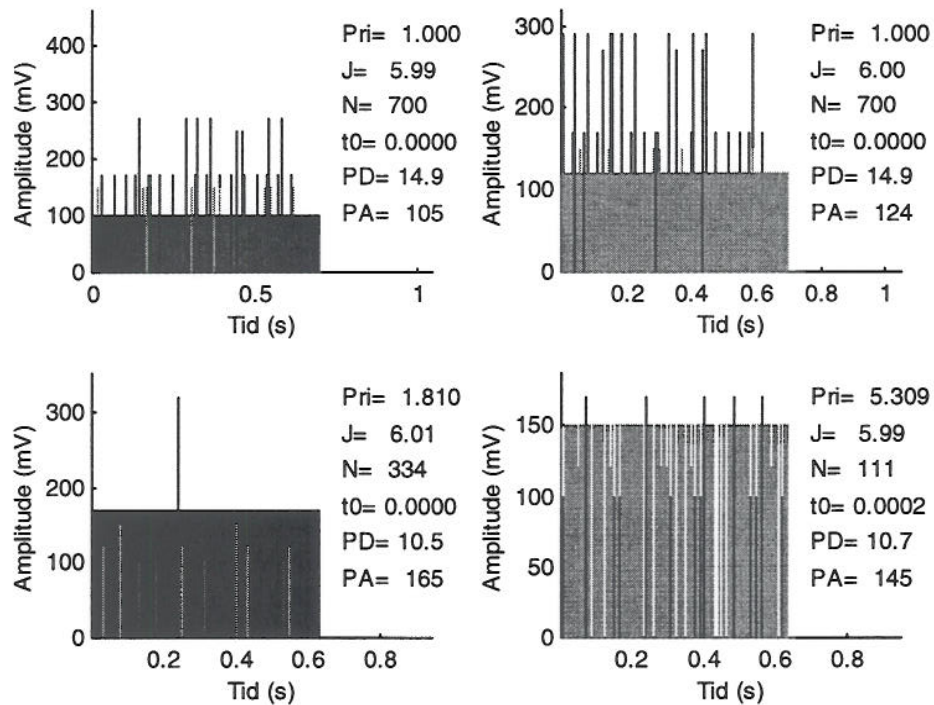 Amplitude (mV)
400
300
200
100
0
0
0.5
1
Tid (s)
Pri= 1.000
J= 5.99
N= 700
t0= 0.0000
PD= 14.9
PA= 105
Amplitude (mV)
300
200
100
0
0.2
0.4
0.6
0.8
1
Tid (s)
Pri= 1.000
J= 6.00
N= 700
t0= 0.0000
PD= 14.9
PA= 124
Amplitude (mV)
300
200
100
0
0.2
0.4
0.6
0.8
Tid (s)
Pri= 1.810
J= 6.01
N= 334
t0= 0.0000
PD= 10.5
PA= 165
Amplitude (mV)
150
100
50
0
0.2
0.4
0.6
0.8
Tid (s)
Pri= 5.309
J= 5.99
N= 111
t0= 0.0002
PD= 10.7
PA= 145